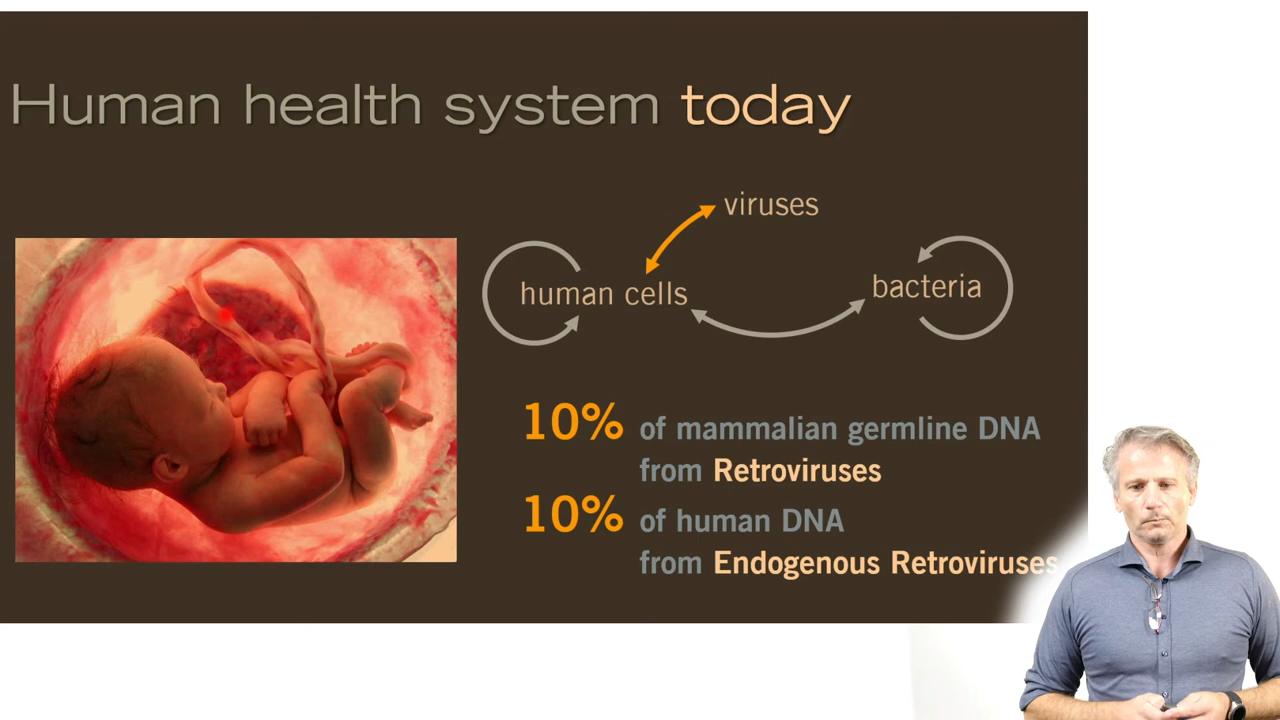 Human health system today
viruses
human cells
bacteria
10% of mammalian germline DNA
from Retroviruses
10% of human DNA
from Endogenous Retroviruses